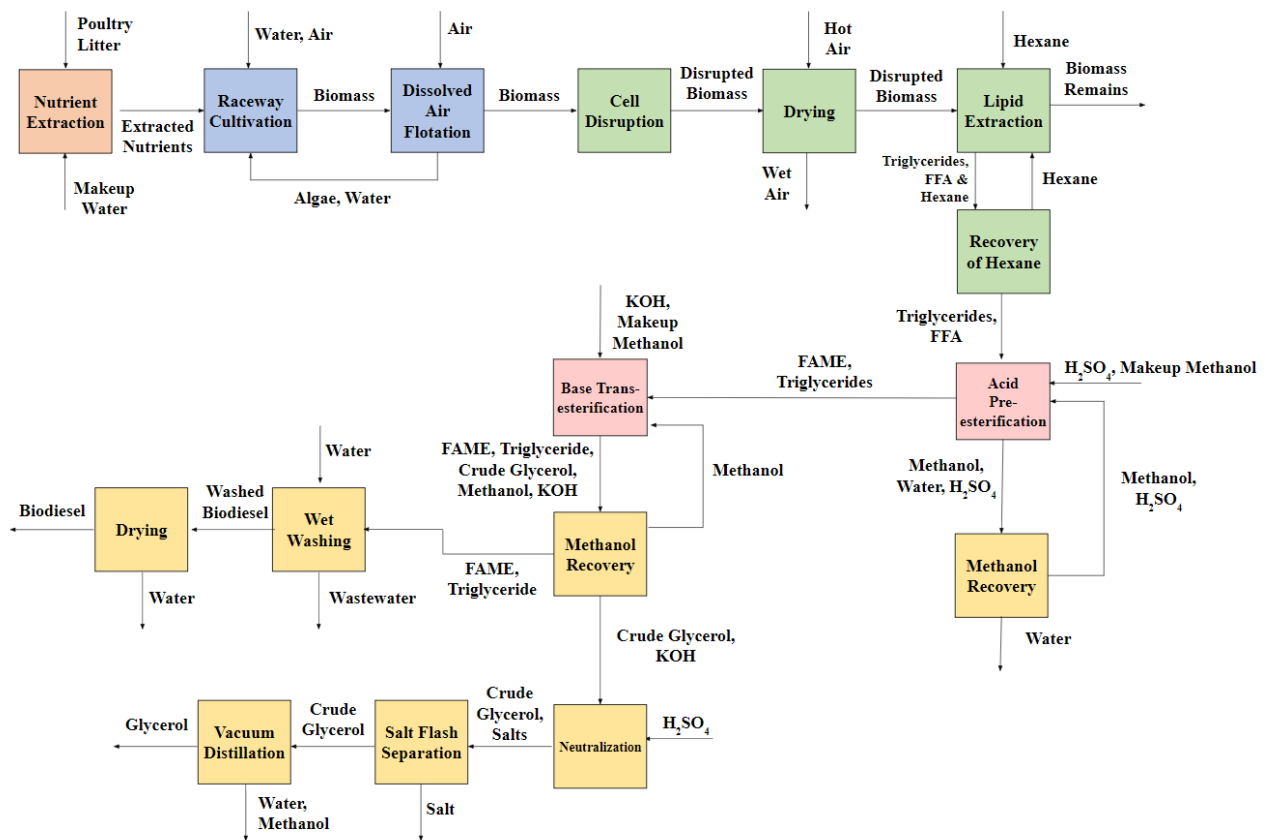 Poultry
Litter
Water, Air
Air
Hot
Air
Hexane
Nutrient
Extraction
Extracted
Nutrients
Raceway
Cultivation
Biomass
Dissolved
Air
Flotation
Biomass
Cell
Disruption
Disrupted
Biomass
Drying
Disrupted
Biomass
Lipid
Extraction
Biomass
Remains
Makeup
Water
Algae, Water
Wet
Air
Triglycerides,
FFA &
Hexane
Hexane
Recovery
of Hexane
Triglycerides,
FFA
KOH,
Makeup
Methanol
Base Trans-
esterification
FAME,
Triglycerides
Acid
Pre-
esterification
H₂SO₄, Makeup Methanol
FAME, Triglyceride,
Crude Glycerol,
Methanol, KOH
Methanol
Methanol,
Water, H₂SO₄
Methanol,
H₂SO₄
Water
Biodiesel
Drying
Washed
Biodiesel
Wet
Washing
FAME,
Triglyceride
Methanol
Recovery
Methanol
Recovery
Water
Wastewater
Water
Crude Glycerol,
KOH
Glycerol
Vacuum
Distillation
Crude
Glycerol
Salt Flash
Separation
Crude
Glycerol,
Salts
Neutralization
H₂SO₄
Water,
Methanol
Salt